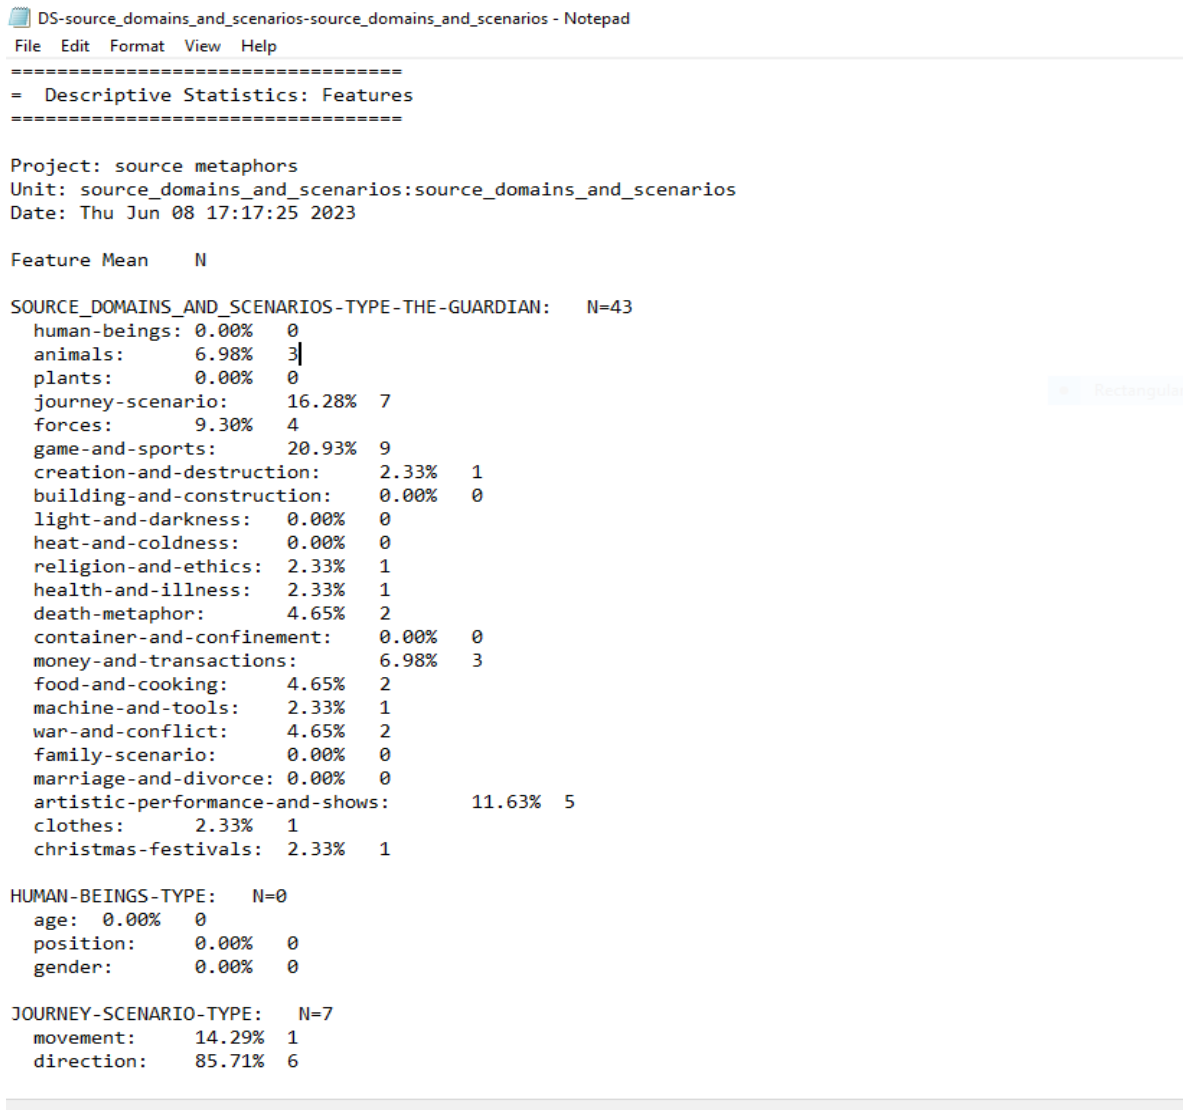 DS-source_domains_and_scenarios-source_domains_and_scenarios - Notepad
File Edit Format View Help
==================================
=  Descriptive Statistics: Features
==================================
Project: source metaphors
Unit: source_domains_and_scenarios:source_domains_and_scenarios
Date: Thu Jun 08 17:17:25 2023
Feature Mean N
SOURCE_DOMAINS_AND_SCENARIOS-TYPE-THE-GUARDIAN: N=43
human-beings: 0.00% 0
animals: 6.98% 3
plants: 0.00% 0
journey-scenario: 16.28% 7
forces: 9.30% 4
game-and-sports: 20.93% 9
creation-and-destruction: 2.33% 1
building-and-construction: 0.00% 0
light-and-darkness: 0.00% 0
heat-and-coldness: 0.00% 0
religion-and-ethics: 2.33% 1
health-and-illness: 2.33% 1
death-metaphor: 4.65% 2
container-and-confinement: 0.00% 0
money-and-transactions: 6.98% 3
food-and-cooking: 4.65% 2
machine-and-tools: 2.33% 1
war-and-conflict: 4.65% 2
family-scenario: 0.00% 0
marriage-and-divorce: 0.00% 0
artistic-performance-and-shows: 11.63% 5
clothes: 2.33% 1
christmas-festivals: 2.33% 1
HUMAN-BEINGS-TYPE: N=0
age: 0.00% 0
position: 0.00% 0
gender: 0.00% 0
JOURNEY-SCENARIO-TYPE: N=7
movement: 14.29% 1
direction: 85.71% 6
Rectangular